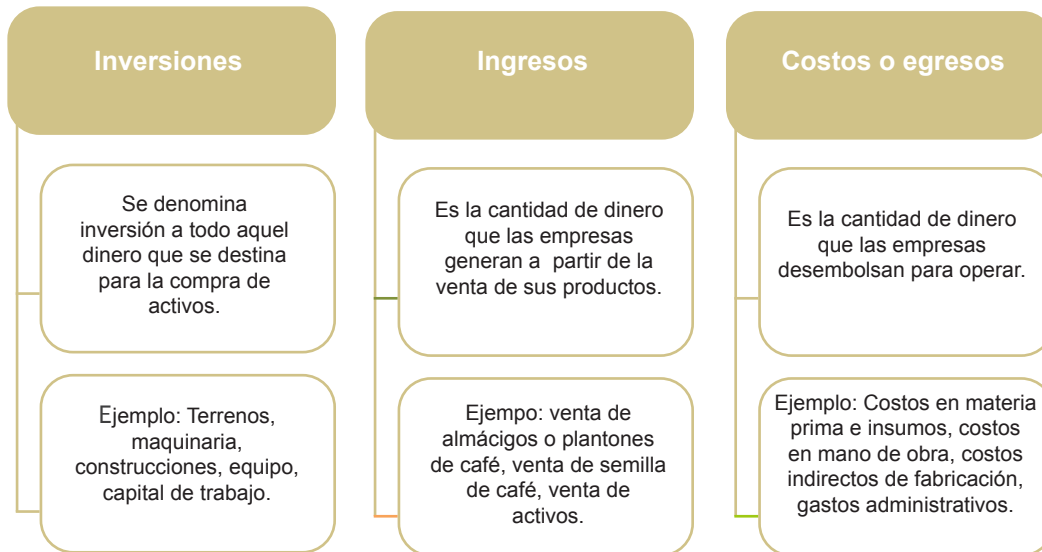 Inversiones
Se denomina
inversión a todo aquel
dinero que se destina
para la compra de
activos.
Ejemplo: Terrenos,
maquinaria,
construcciones, equipo,
capital de trabajo.
Ingresos
Es la cantidad de dinero
que las empresas
generan a partir de la
venta de sus productos.
Ejempo: venta de
almácigos o plantones
de café, venta de semilla
de café, venta de
activos.
Costos o egresos
Es la cantidad de dinero
que las empresas
desembolsan para operar.
Ejemplo: Costos en materia
prima e insumos, costos
en mano de obra, costos
indirectos de fabricación,
gastos administrativos.